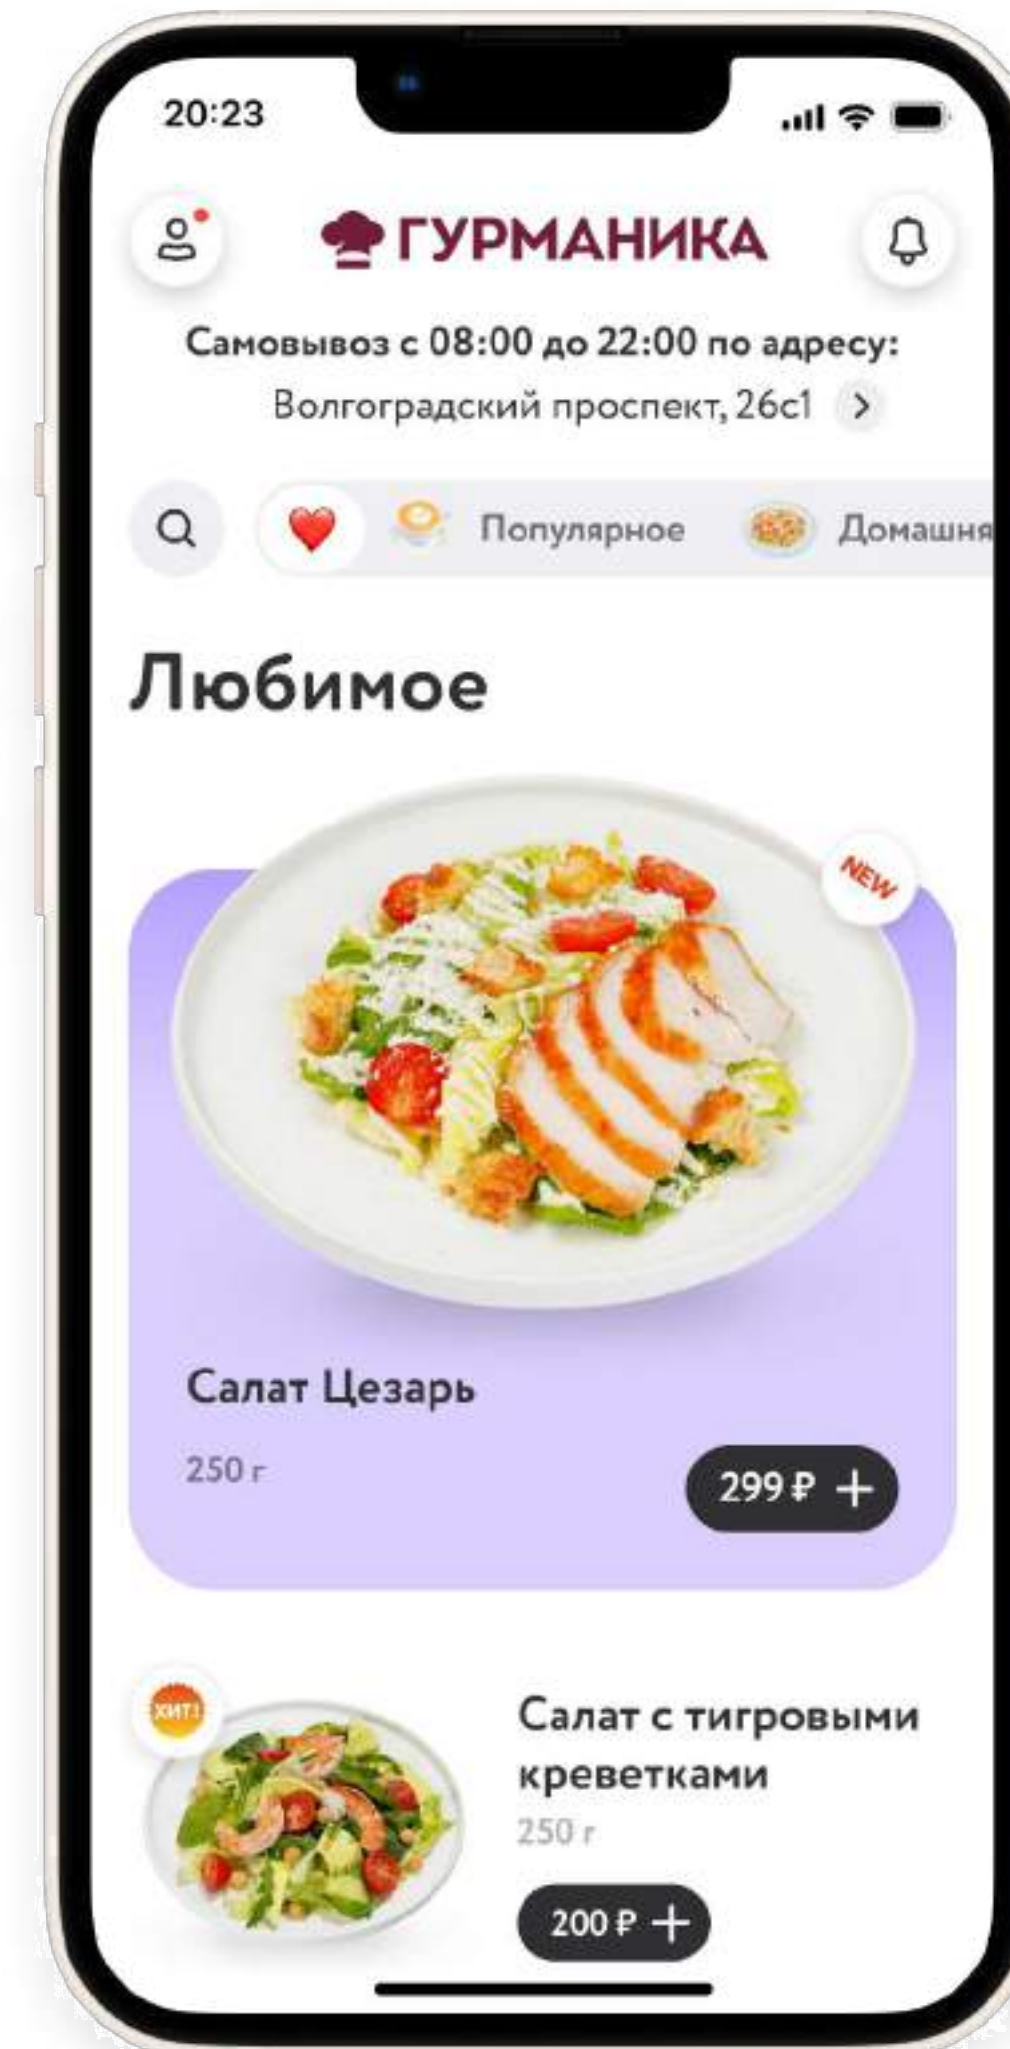 20:23
ГУРМАНИКА
Самовывоз с 08:00 до 22:00 по адресу:
Волгоградский проспект, 26с1
Популярное
Домашня
Любимое
NEW
Салат Цезарь
250 г
299 ₽ +
ХИТ!
Салат с тигровыми
креветками
250 г
200 ₽ +